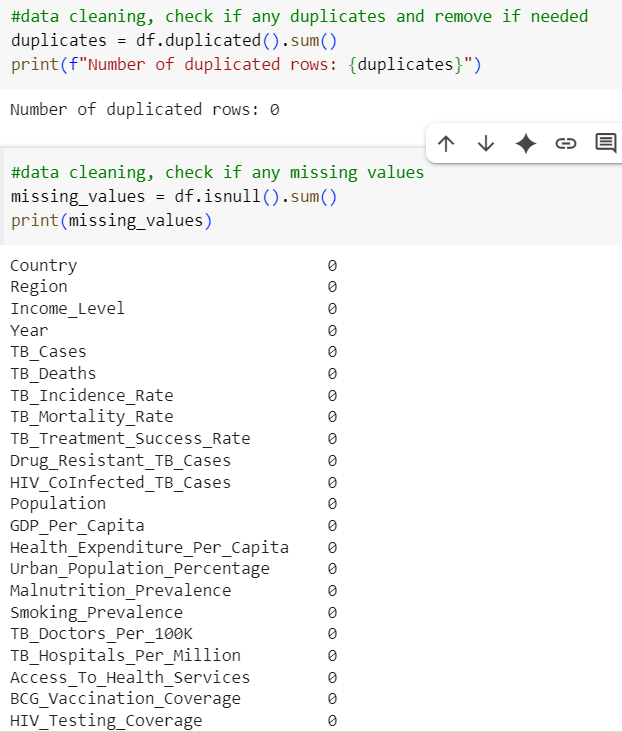 #data cleaning, check if any duplicates and remove if needed
duplicates = df.duplicated().sum()
print(f"Number of duplicated rows: {duplicates}")
Number of duplicated rows: 0
#data cleaning, check if any missing values
missing_values = df.isnull().sum()
print(missing_values)
Country 0
Region 0
Income_Level 0
Year 0
TB_Cases 0
TB_Deaths 0
TB_Incidence_Rate 0
TB_Mortality_Rate 0
TB_Treatment_Success_Rate 0
Drug_Resistant_TB_Cases 0
HIV_CoInfected_TB_Cases 0
Population 0
GDP_Per_Capita 0
Health_Expenditure_Per_Capita 0
Urban_Population_Percentage 0
Malnutrition_Prevalence 0
Smoking_Prevalence 0
TB_Doctors_Per_100K 0
TB_Hospitals_Per_Million 0
Access_To_Health_Services 0
BCG_Vaccination_Coverage 0
HIV_Testing_Coverage 0